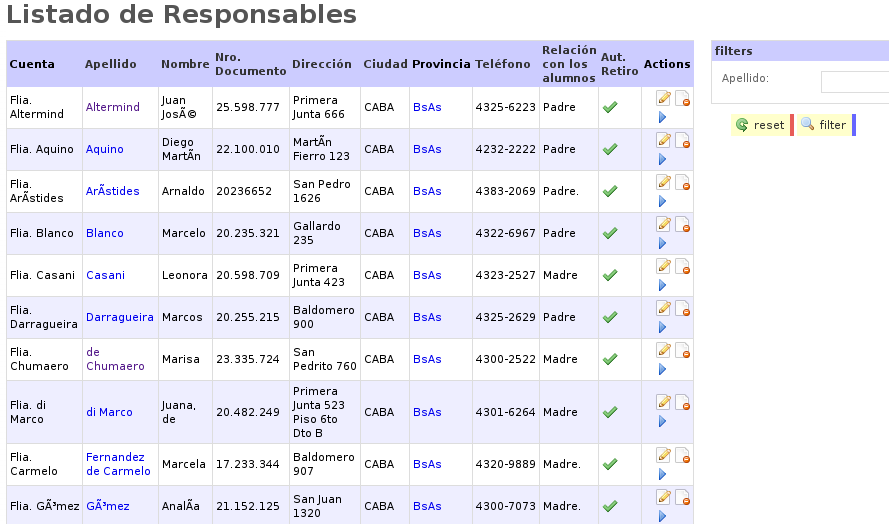 Listado de Responsables
Cuenta Apellido Nombre Nro. Documento Dirección Ciudad Provincia Teléfono Relación con los alumnos Aut. Retiro Actions
Flia. Altermind Altermind Juan JosÃ© 25.598.777 Primera Junta 666 CABA BsAs 4325-6223 Padre
Flia. Aquino Aquino Diego MartÃn 22.100.010 MartÃn Fierro 123 CABA BsAs 4232-2222 Padre
Flia. ArÃstides ArÃstides Arnaldo 20236652 San Pedro 1626 CABA BsAs 4383-2069 Padre.
Flia. Blanco Blanco Marcelo 20.235.321 Gallardo 235 CABA BsAs 4322-6967 Padre
Flia. Casani Casani Leonora 20.598.709 Primera Junta 423 CABA BsAs 4323-2527 Madre
Flia. Darragueira Darragueira Marcos 20.255.215 Baldomero 900 CABA BsAs 4325-2629 Padre
Flia. Chumaero de Chumaero Marisa 23.335.724 San Pedrito 760 CABA BsAs 4300-2522 Madre
Flia. di Marco di Marco Juana, de 20.482.249 Primera Junta 523 Piso 6to Dto B CABA BsAs 4301-6264 Madre
Flia. Carmelo Fernandez de Carmelo Marcela 17.233.344 Baldomero 907 CABA BsAs 4320-9889 Madre.
Flia. GÃ³mez GÃ³mez AnalÃa 21.152.125 San Juan 1320 CABA BsAs 4300-7073 Madre.
filters
Apellido:
reset filter